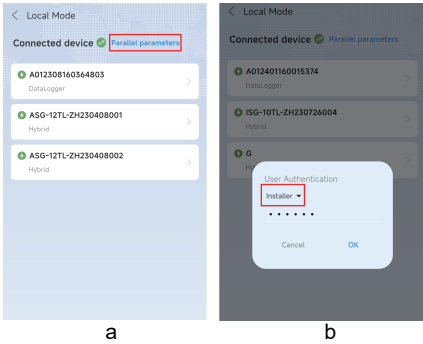 Local Mode
Connected device Parallel parameters
A012308160364803
DataLogger
ASG-12TL-ZH230408001
Hybrid
ASG-12TL-ZH230408002
Hybrid
a
Local Mode
Connected device Parallel parameters
A012401160015374
DataLogger
ISG-10TL-ZH230726004
Hybrid
G
User Authentication
Installer
Cancel OK
b